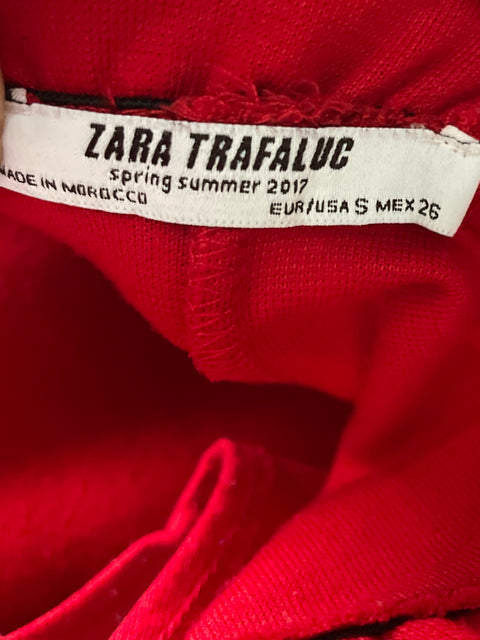 ZARA TRAFALUC
spring summer 2017
MADE IN MOROCCO
EUR/USA S MEX 26